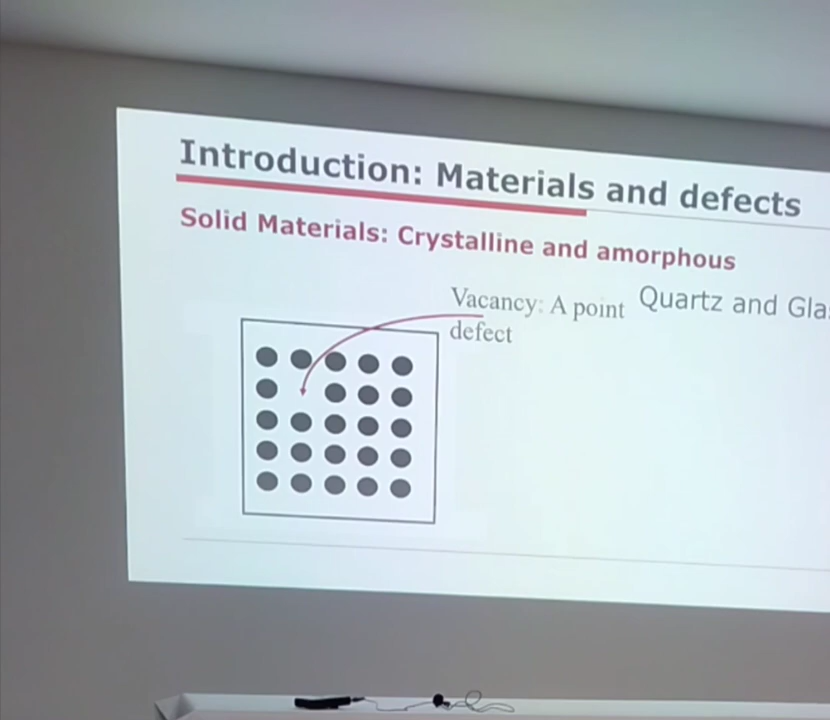 Introduction: Materials and defects
Solid Materials: Crystalline and amorphous
Vacancy: A point
defect
Quartz and